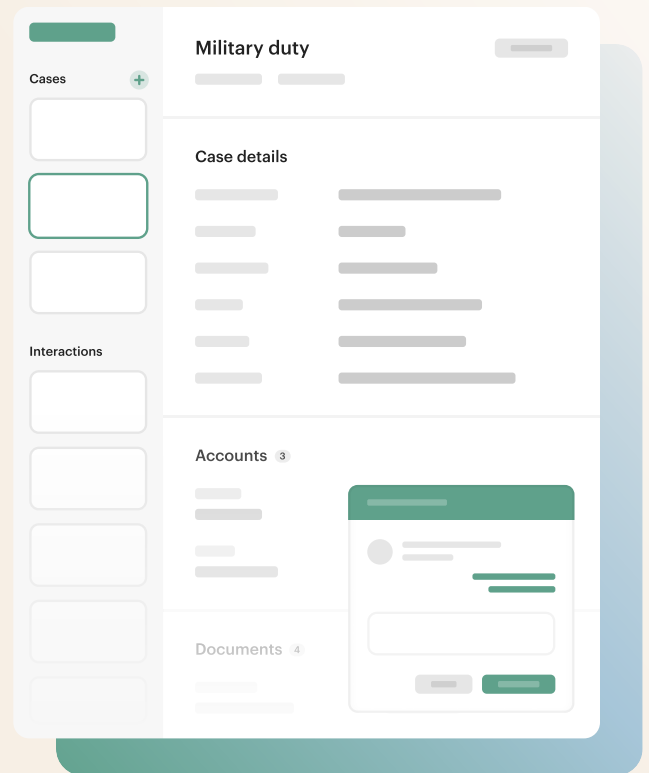 Cases
Interactions
Military duty
Case details
Accounts 3
Documents 4